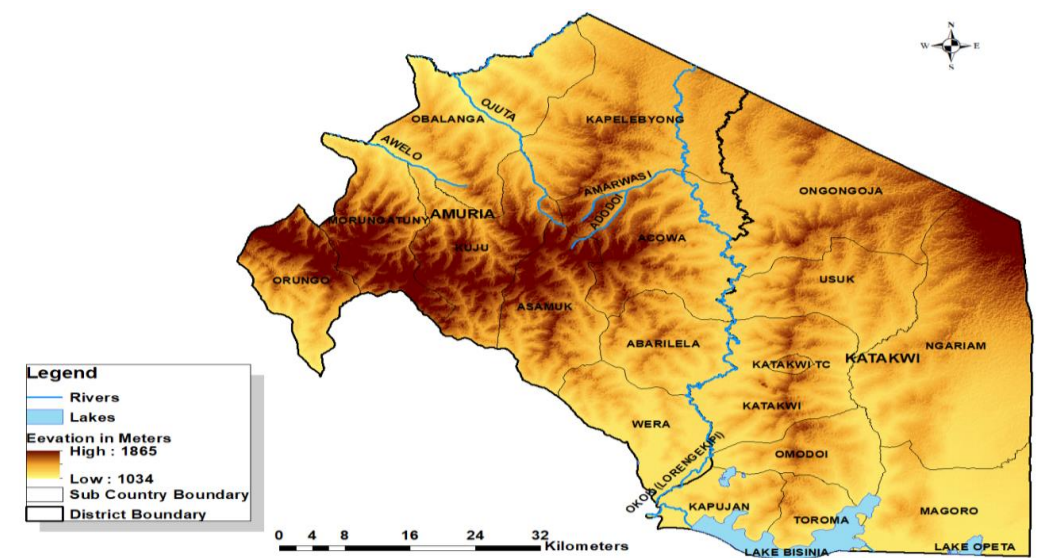 N
W E
S
OJUTA
OBALANGA
KAPELEBYONG
AWELO
AMARWASI
ONGONGOJA
ADODOI
MORUNGATUNY
AMURIA
KUJU
ACOWA
ORUNGO
USUK
ASAMUK
ABARILELA
NGARIAM
KATAKWI-TC
KATAKWI
KATAKWI
WERA
OMODOI
OKOK (LORENGEKIPI)
KAPUJAN
TOROMA
MAGORO
LAKE BISINIA
LAKE OPETA
Legend
Rivers
Lakes
Eevation in Meters
High : 1865
Low : 1034
Sub Country Boundary
District Boundary
0 4 8 16 24 32
Kilometers